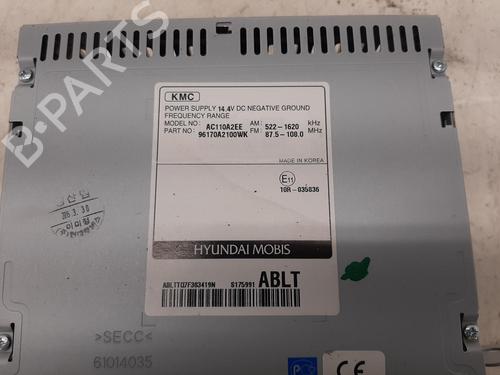 KMC
POWER SUPPLY 14.4V DC NEGATIVE GROUND
FREQUENCY RANGE
MODEL NO: AC110A2EE AM: 522-1620 kHz
PART NO: 96170A2100WK FM: 87.5-108.0 MHz
MADE IN KOREA
E11
10R-035836
HYUNDAI MOBIS
ABLTTQ7F363419N S175991 ABLT
>SECC<
61014035
CE